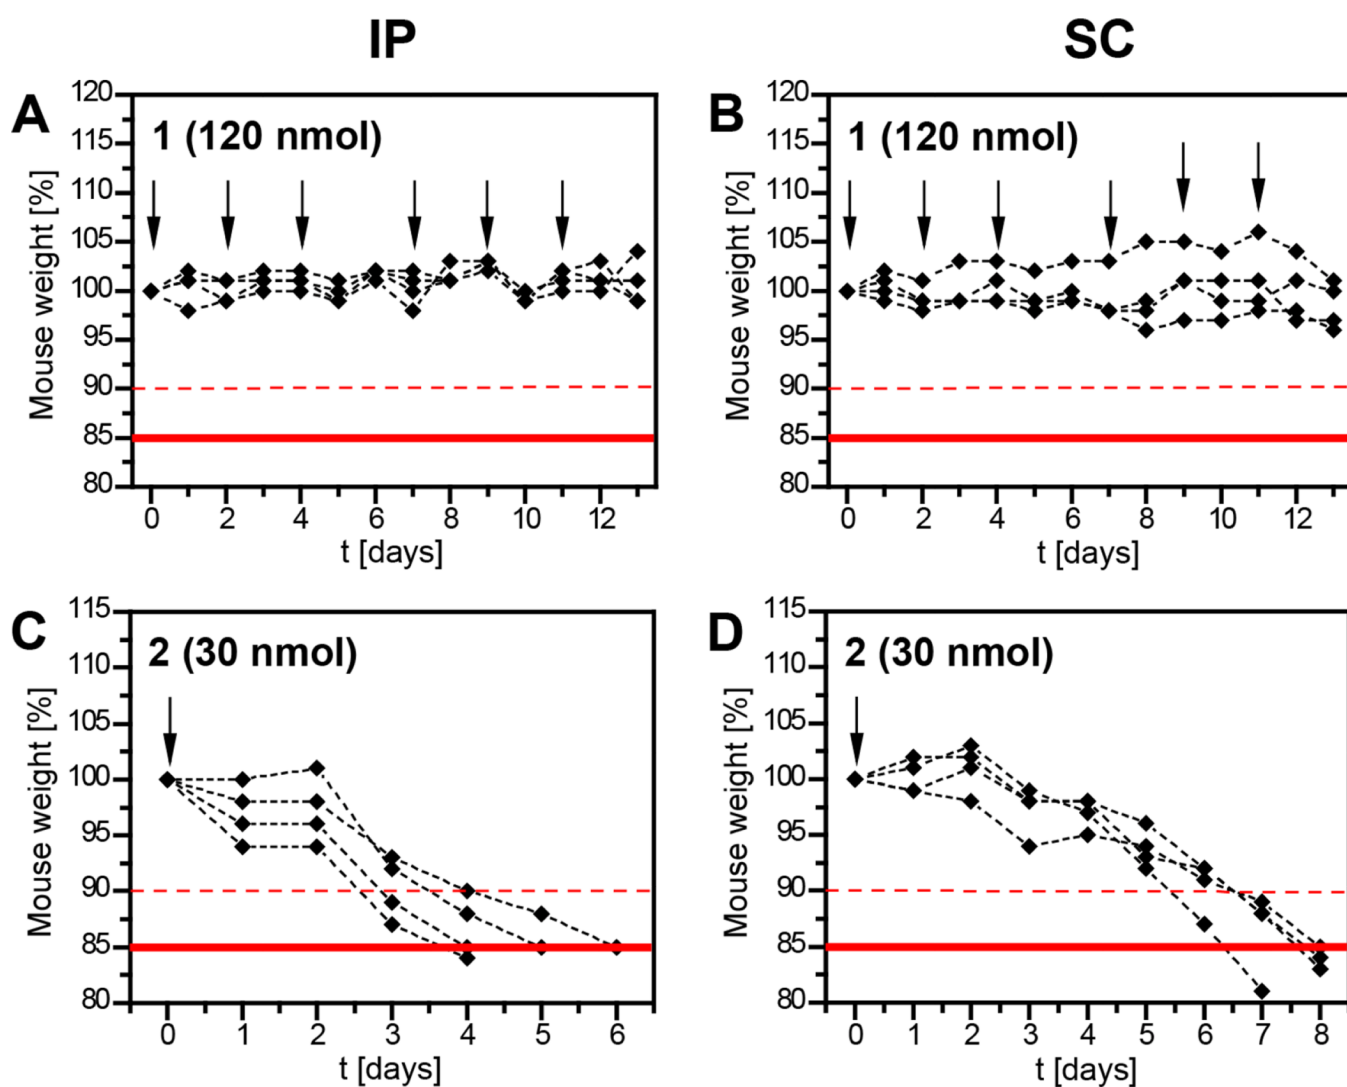 IP
SC
A
1 (120 nmol)
Mouse weight [%]
120
115
110
105
100
95
90
85
80
0 2 4 6 8 10 12
t [days]
B
1 (120 nmol)
Mouse weight [%]
120
115
110
105
100
95
90
85
80
0 2 4 6 8 10 12
t [days]
C
2 (30 nmol)
Mouse weight [%]
115
110
105
100
95
90
85
80
0 1 2 3 4 5 6
t [days]
D
2 (30 nmol)
Mouse weight [%]
115
110
105
100
95
90
85
80
0 1 2 3 4 5 6 7 8
t [days]